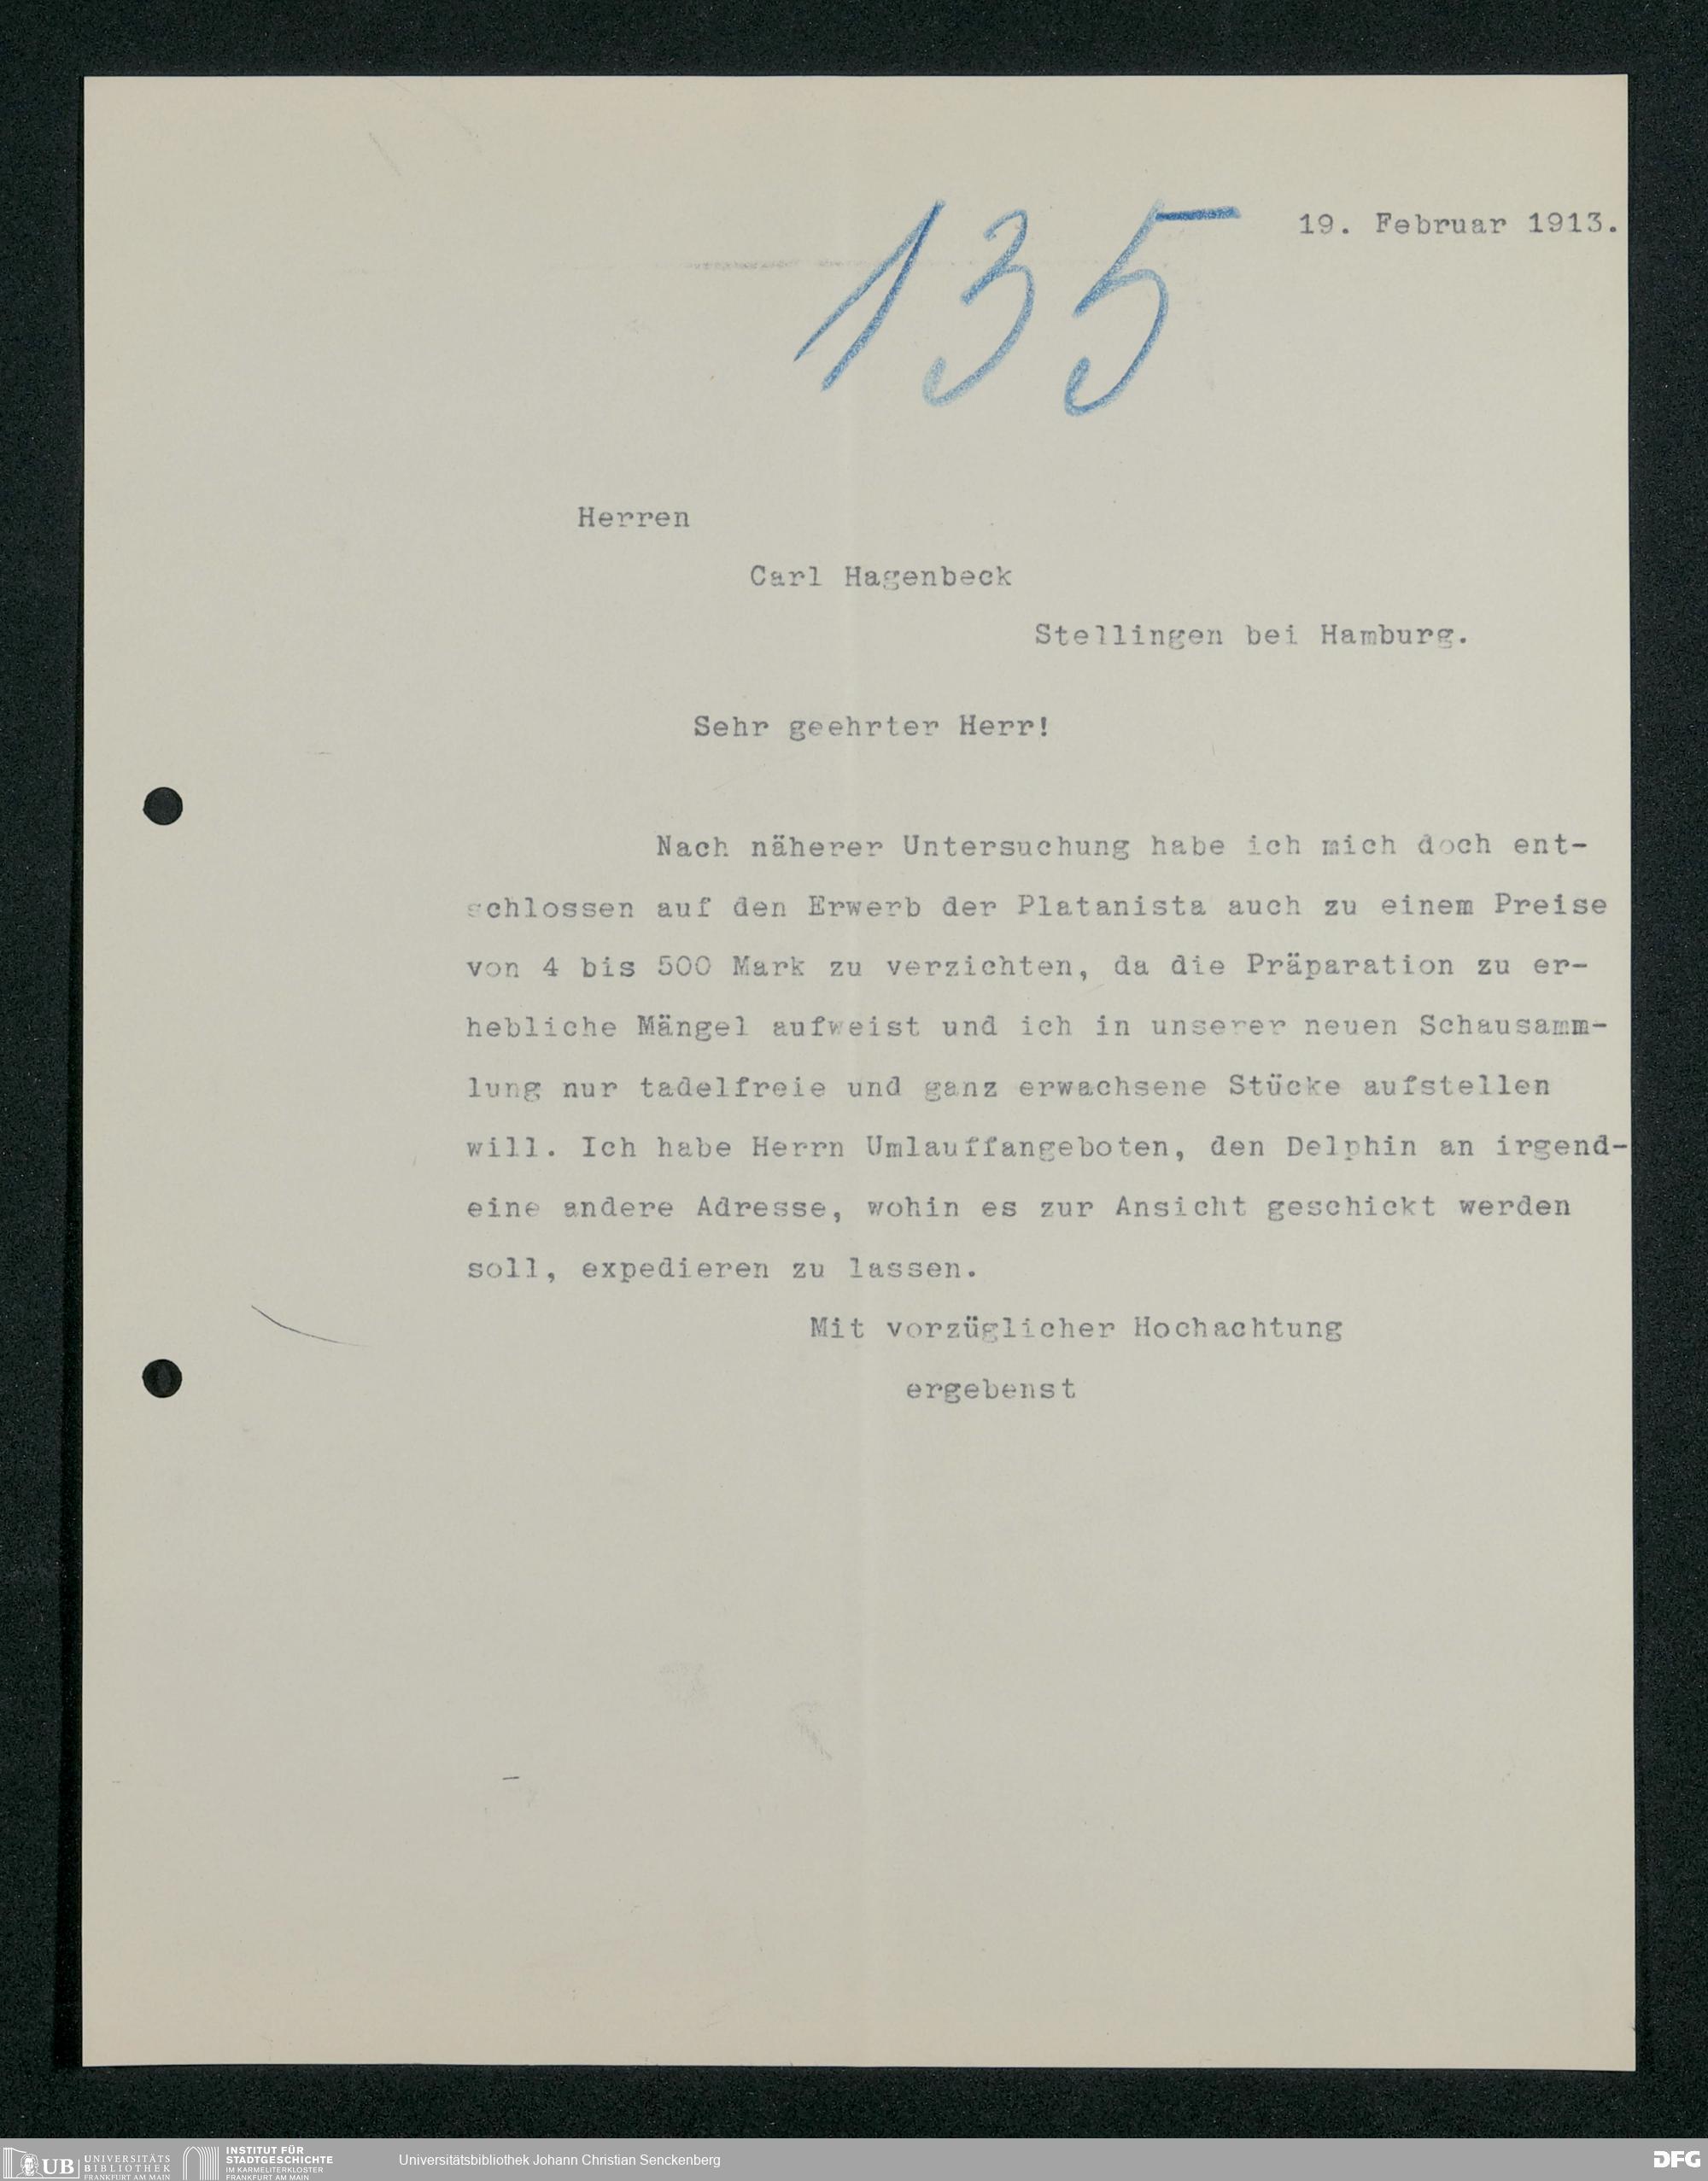 19. Februar 1913.
135
Herren
Carl Hagenbeck
Stellingen bei Hamburg.
Sehr geehrter Herr!
Nach näherer Untersuchung habe ich mich doch ent-
schlossen auf den Erwerb der Platanista auch zu einem Preise
von 4 bis 500 Mark zu verzichten, da die Präparation zu er-
hebliche Mängel aufweist und ich in unserer neuen Schausamm-
lung nur tadelfreie und ganz erwachsene Stücke aufstellen
will. Ich habe Herrn Umlauffangeboten, den Delphin an irgend-
eine andere Adresse, wohin es zur Ansicht geschickt werden
soll, expedieren zu lassen.
Mit vorzüglicher Hochachtung
ergebenst
UB
UNIVERSITÄTS
BIBLIOTHEK
FRANKFURT AM MAIN
INSTITUT FÜR
STADTGESCHICHTE
IM KARMELITERKLOSTER
FRANKFURT AM MAIN
Universitätsbibliothek Johann Christian Senckenberg
DFG